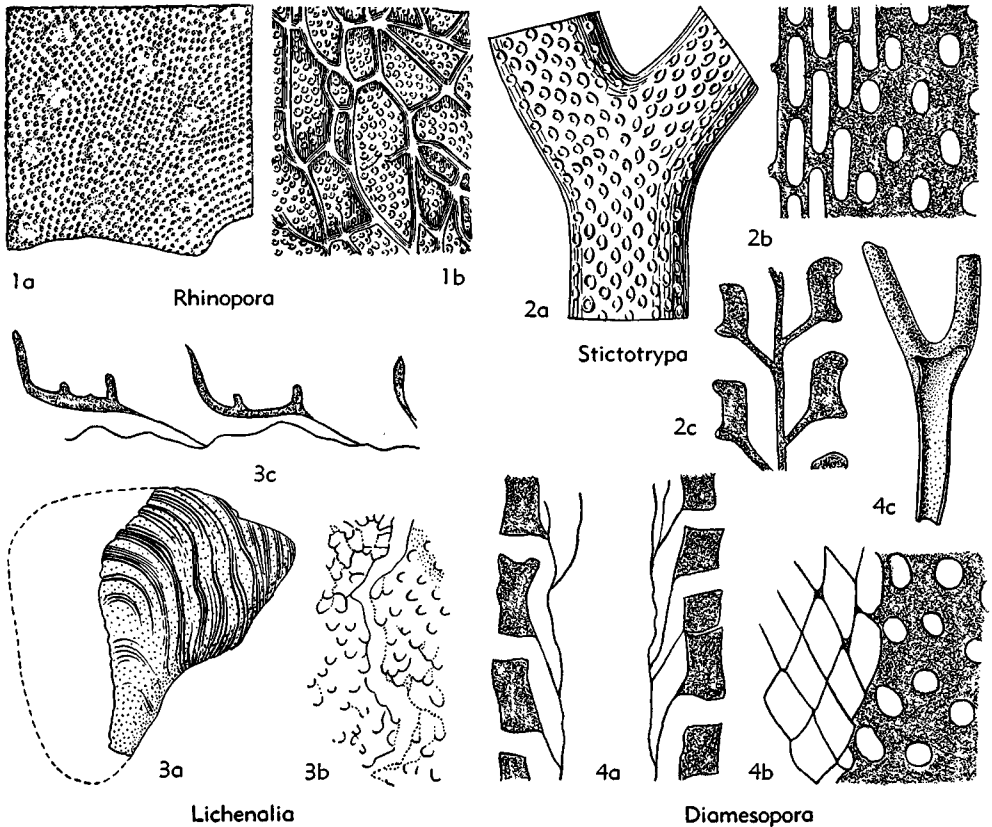 1a
1b
Rhinopora
2a
2b
Stictotrypa
2c
3c
4c
3a
3b
4a
4b
Lichenalia
Diamesopora